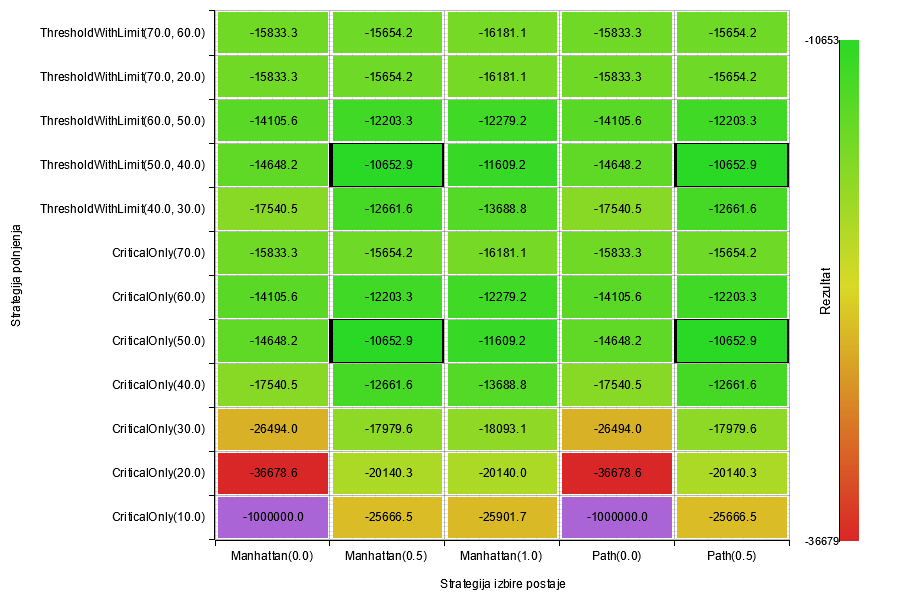 ThresholdWithLimit(70.0, 60.0) -15833.3 -15654.2 -16181.1 -15833.3 -15654.2
ThresholdWithLimit(70.0, 20.0) -15833.3 -15654.2 -16181.1 -15833.3 -15654.2
ThresholdWithLimit(60.0, 50.0) -14105.6 -12203.3 -12279.2 -14105.6 -12203.3
ThresholdWithLimit(50.0, 40.0) -14648.2 -10652.9 -11609.2 -14648.2 -10652.9
ThresholdWithLimit(40.0, 30.0) -17540.5 -12661.6 -13688.8 -17540.5 -12661.6
CriticalOnly(70.0) -15833.3 -15654.2 -16181.1 -15833.3 -15654.2
CriticalOnly(60.0) -14105.6 -12203.3 -12279.2 -14105.6 -12203.3
CriticalOnly(50.0) -14648.2 -10652.9 -11609.2 -14648.2 -10652.9
CriticalOnly(40.0) -17540.5 -12661.6 -13688.8 -17540.5 -12661.6
CriticalOnly(30.0) -26494.0 -17979.6 -18093.1 -26494.0 -17979.6
CriticalOnly(20.0) -36678.6 -20140.3 -20140.0 -36678.6 -20140.3
CriticalOnly(10.0) -1000000.0 -25666.5 -25901.7 -1000000.0 -25666.5
Manhattan(0.0) Manhattan(0.5) Manhattan(1.0) Path(0.0) Path(0.5)
Strategija izbire postaje
Strategija polnjenja
-10653
Rezultat
-36679